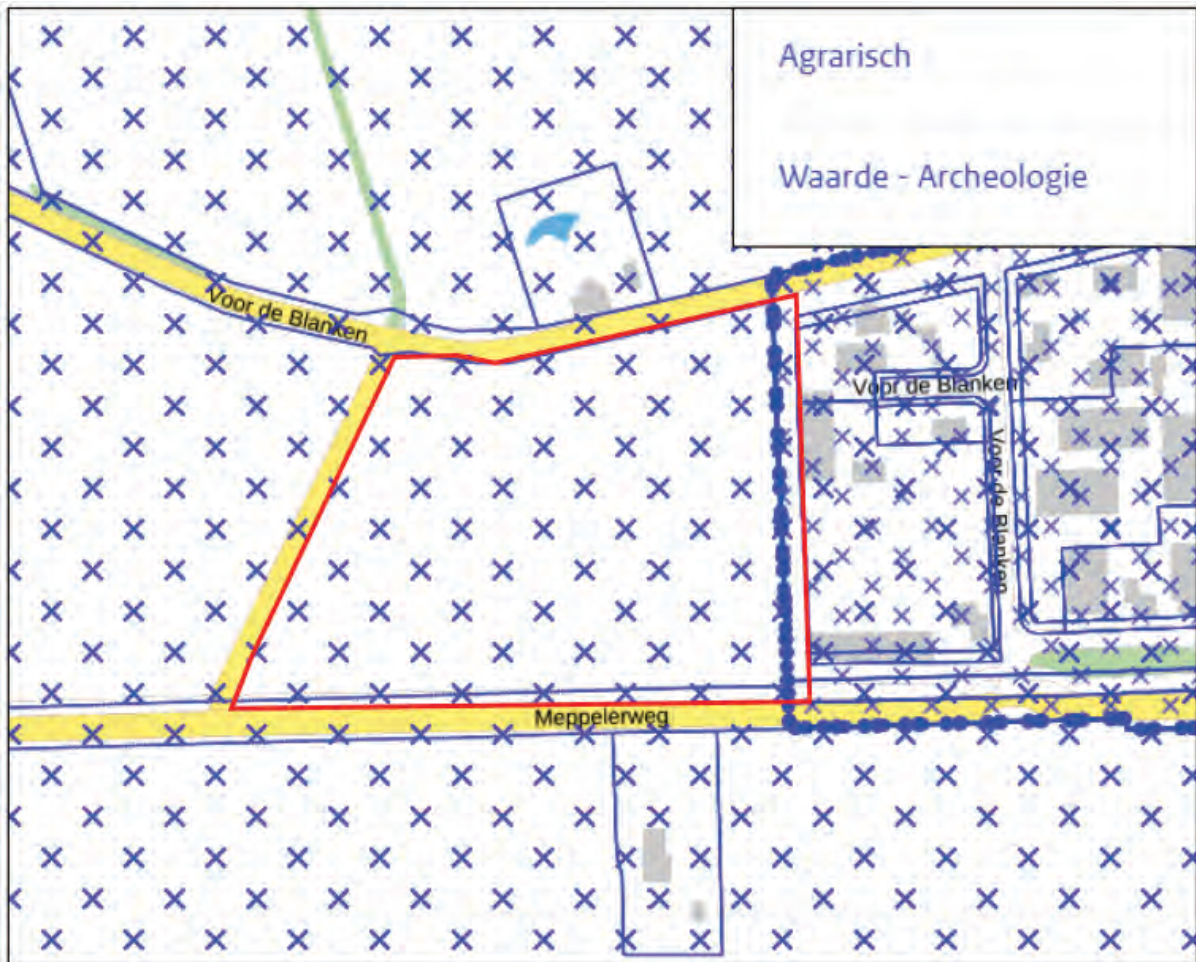 Agrarisch
Waarde - Archeologie
Voor de Blanken
Voor de Blanken
Voor de Blanken
Meppelerweg